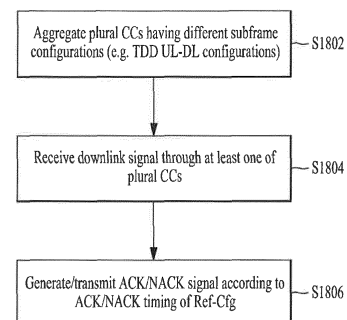 Aggregate plural CCs having different subframe
configurations (e.g. TDD UL-DL configurations)
S1802
Receive downlink signal through at least one of
plural CCs
S1804
Generate/transmit ACK/NACK signal according to
ACK/NACK timing of Ref-Cfg
S1806